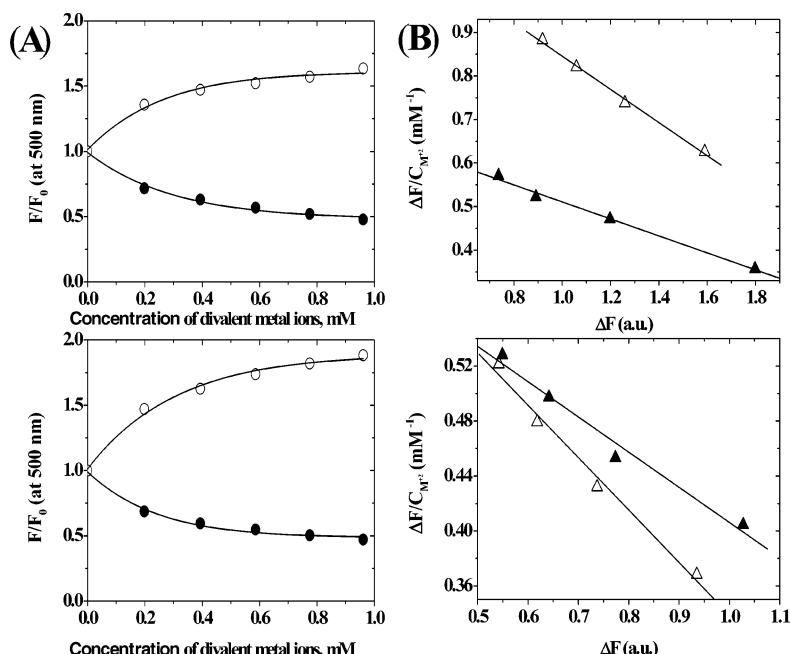 (A)
2.0
1.5
1.0
0.5
0.0
F/F0 (at 500 nm)
0.0 0.2 0.4 0.6 0.8 1.0
Concentration of divalent metal ions, mM
(B)
0.9
0.8
0.6
0.5
0.4
ΔF/CM+2 (mM-1)
0.8 1.0 1.2 1.4 1.6 1.8
ΔF (a.u.)
2.0
1.5
1.0
0.5
0.0
F/F0 (at 500 nm)
0.0 0.2 0.4 0.6 0.8 1.0
Concentration of divalent metal ions, mM
0.52
0.48
0.44
0.40
0.36
ΔF/CM+2 (mM-1)
0.5 0.6 0.7 0.8 0.9 1.0 1.1
ΔF (a.u.)